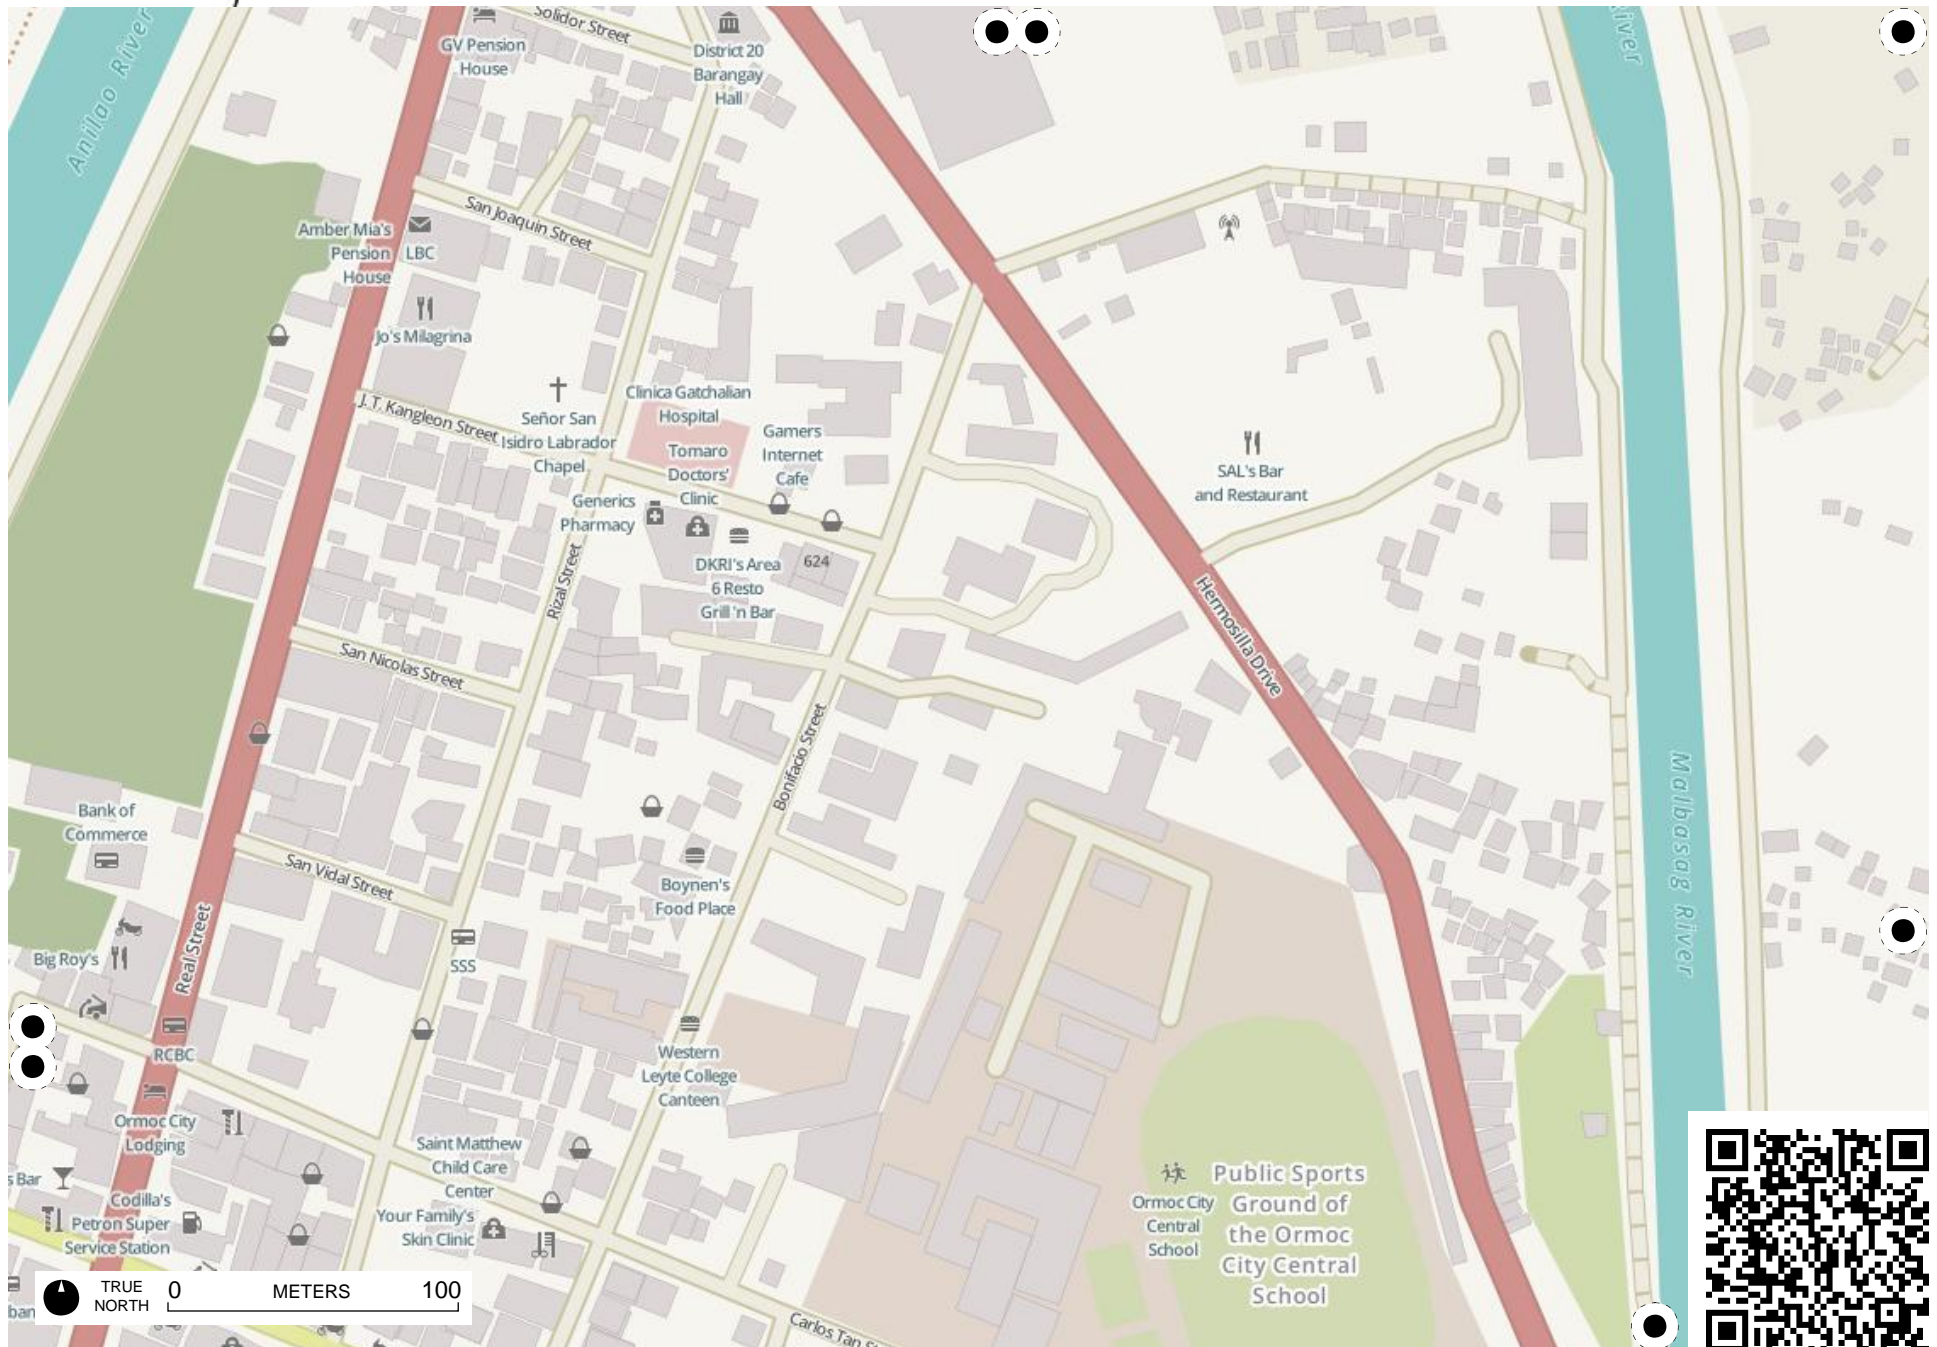 Anilao River
Solidor Street
GV Pension
House
District 20
Barangay
Hall
River
San Joaquin Street
Amber Mia's
Pension
House
LBC
Jo's Milagrina
J. T. Kangleon Street
Señor San
Isidro Labrador
Chapel
Clinica Gatchalian
Hospital
Tomaro
Doctors'
Clinic
Gamers
Internet
Cafe
Generics
Pharmacy
SAL's Bar
and Restaurant
DKRI's Area
6 Resto
Grill 'n Bar
624
Rizal Street
Hermosilla Drive
San Nicolas Street
Bonifacio Street
Malbasag River
Bank of
Commerce
San Vidal Street
Boynen's
Food Place
Real Street
Big Roy's
SSS
RCBC
Western
Leyte College
Canteen
Ormoc City
Lodging
Saint Matthew
Child Care
Center
s Bar
Codilla's
Petron Super
Service Station
Your Family's
Skin Clinic
Ormoc City
Central
School
Public Sports
Ground of
the Ormoc
City Central
School
TRUE
NORTH
0 METERS 100
ban
Carlos Tan S